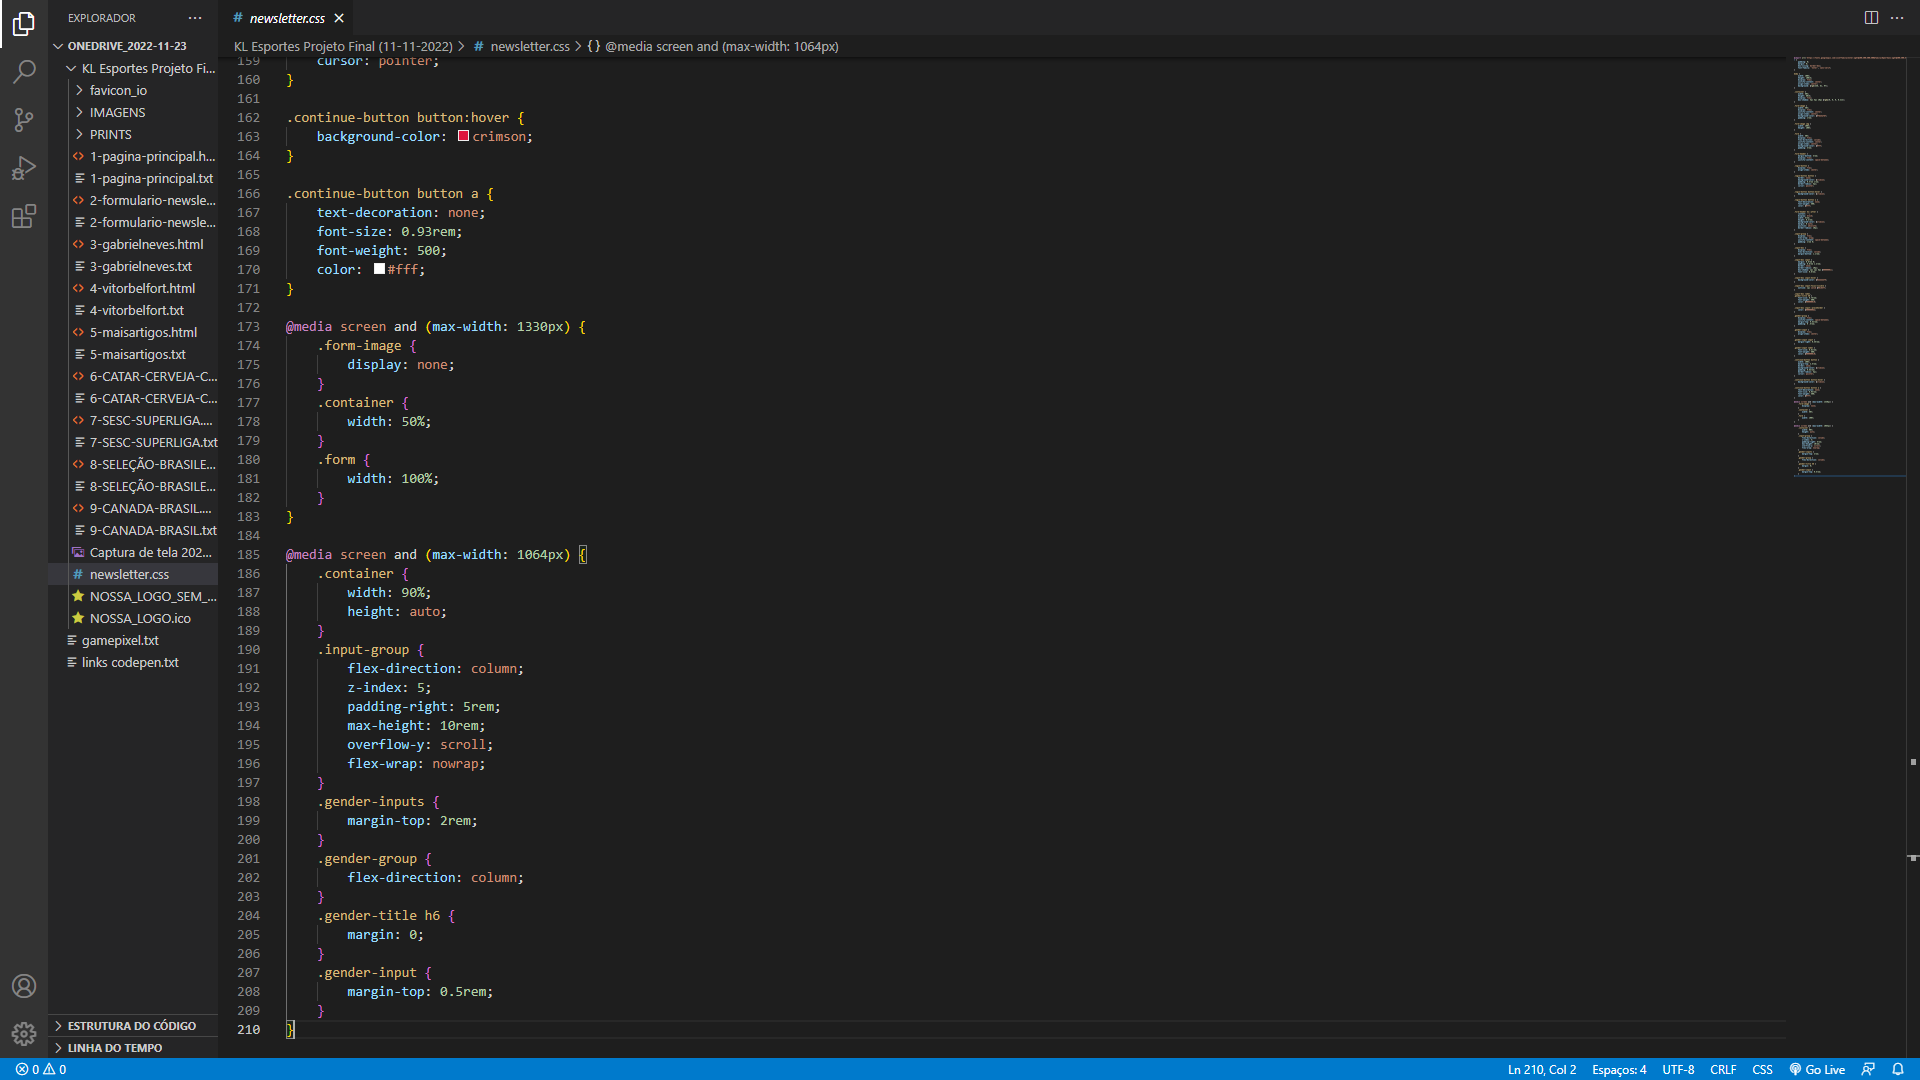 EXPLORADOR
ONEDRIVE_2022-11-23
KL Esportes Projeto Fi...
favicon_io
IMAGENS
PRINTS
1-pagina-principal.h...
1-pagina-principal.txt
2-formulario-newsle...
2-formulario-newsle...
3-gabrielneves.html
3-gabrielneves.txt
4-vitorbelfort.html
4-vitorbelfort.txt
5-maisartigos.html
5-maisartigos.txt
6-CATAR-CERVEJA-C...
6-CATAR-CERVEJA-C...
7-SESC-SUPERLIGA....
7-SESC-SUPERLIGA.txt
8-SELEÇÃO-BRASILE...
8-SELEÇÃO-BRASILE...
9-CANADA-BRASIL....
9-CANADA-BRASIL.txt
Captura de tela 202...
# newsletter.css
NOSSA_LOGO_SEM_...
NOSSA_LOGO.ico
gamepixel.txt
links codepen.txt
ESTRUTURA DO CÓDIGO
LINHA DO TEMPO
# newsletter.css
KL Esportes Projeto Final (11-11-2022) > # newsletter.css > {} @media screen and (max-width: 1064px)
159 cursor: pointer;
160 }
161
162 .continue-button button:hover {
163 background-color: crimson;
164 }
165
166 .continue-button button a {
167 text-decoration: none;
168 font-size: 0.93rem;
169 font-weight: 500;
170 color: #fff;
171 }
172
173 @media screen and (max-width: 1330px) {
174 .form-image {
175 display: none;
176 }
177 .container {
178 width: 50%;
179 }
180 .form {
181 width: 100%;
182 }
183 }
184
185 @media screen and (max-width: 1064px) {
186 .container {
187 width: 90%;
188 height: auto;
189 }
190 .input-group {
191 flex-direction: column;
192 z-index: 5;
193 padding-right: 5rem;
194 max-height: 10rem;
195 overflow-y: scroll;
196 flex-wrap: nowrap;
197 }
198 .gender-inputs {
199 margin-top: 2rem;
200 }
201 .gender-group {
202 flex-direction: column;
203 }
204 .gender-title h6 {
205 margin: 0;
206 }
207 .gender-input {
208 margin-top: 0.5rem;
209 }
210 }
0 0 Ln 210, Col 2 Espaços: 4 UTF-8 CRLF CSS Go Live